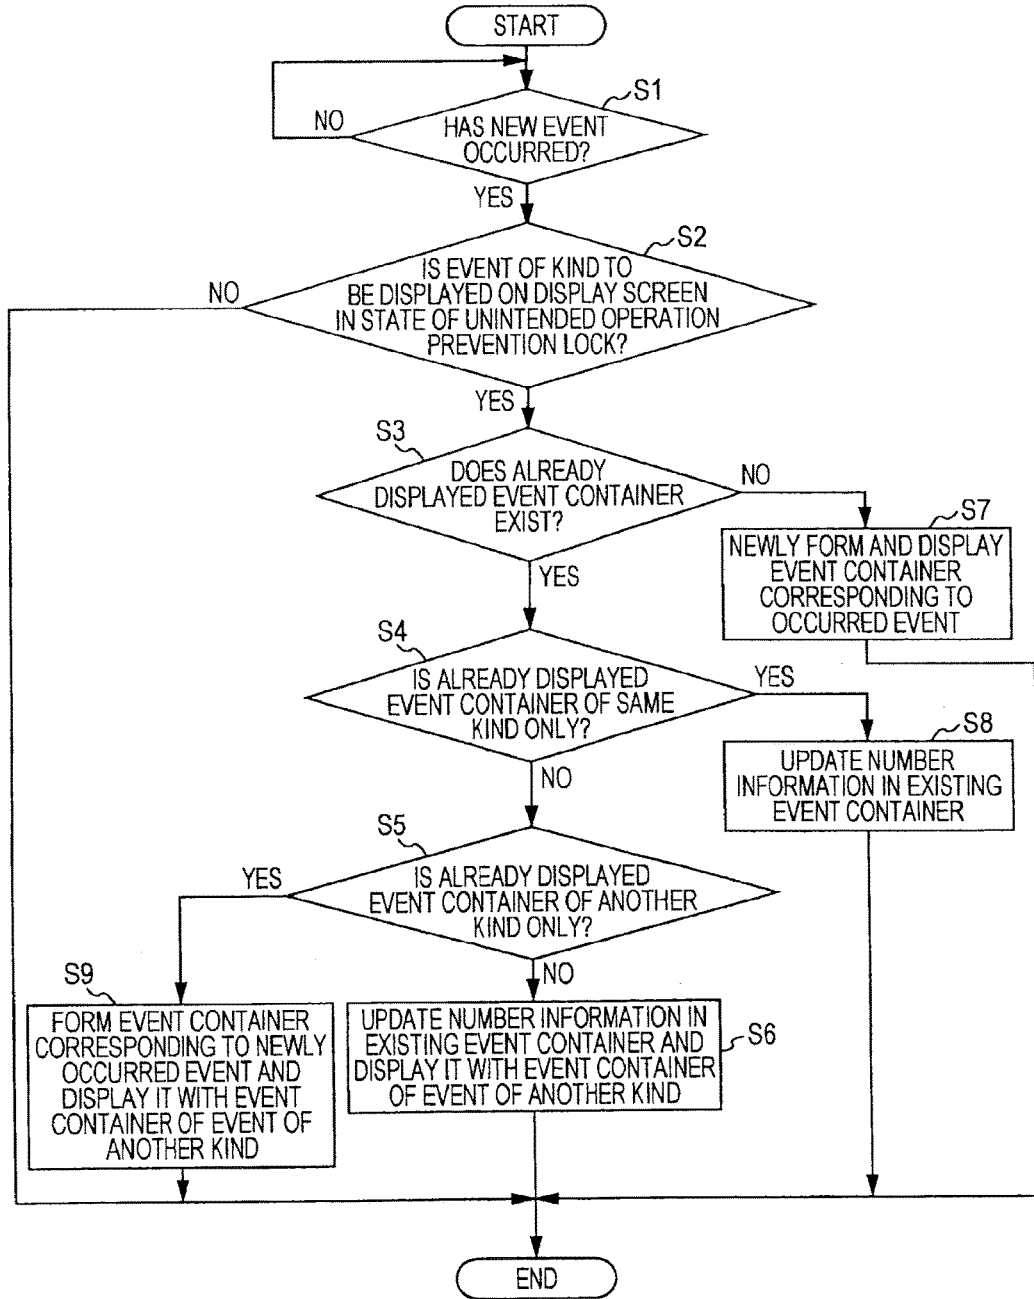 START
S1
NO
HAS NEW EVENT
OCCURRED?
YES
S2
NO
IS EVENT OF KIND TO
BE DISPLAYED ON DISPLAY SCREEN
IN STATE OF UNINTENDED OPERATION
PREVENTION LOCK?
YES
S3
DOES ALREADY
DISPLAYED EVENT CONTAINER
EXIST?
NO
S7
NEWLY FORM AND DISPLAY
EVENT CONTAINER
CORRESPONDING TO
OCCURRED EVENT
YES
S4
IS ALREADY DISPLAYED
EVENT CONTAINER OF SAME
KIND ONLY?
YES
S8
UPDATE NUMBER
INFORMATION IN EXISTING
EVENT CONTAINER
NO
S5
YES
IS ALREADY DISPLAYED
EVENT CONTAINER OF ANOTHER
KIND ONLY?
NO
S9
FORM EVENT CONTAINER
CORRESPONDING TO NEWLY
OCCURRED EVENT AND
DISPLAY IT WITH EVENT
CONTAINER OF EVENT OF
ANOTHER KIND
UPDATE NUMBER INFORMATION IN
EXISTING EVENT CONTAINER AND
DISPLAY IT WITH EVENT CONTAINER
OF EVENT OF ANOTHER KIND
S6
END